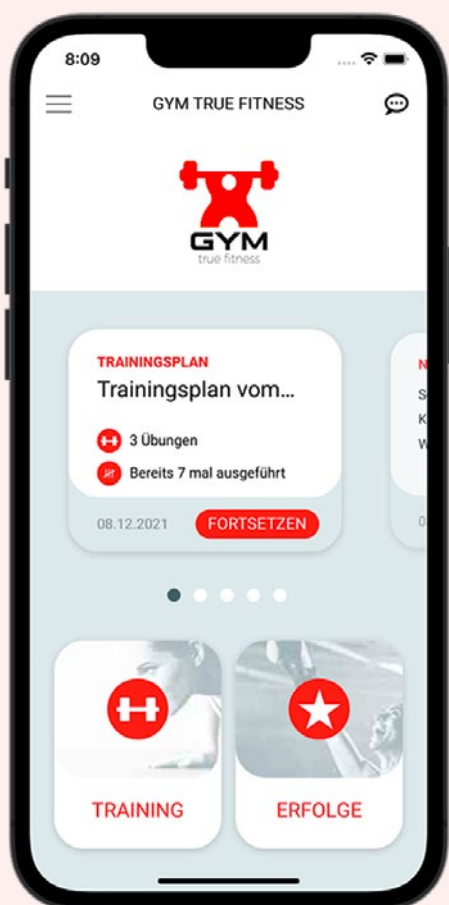 8:09
GYM TRUE FITNESS
GYM
true fitness
TRAININGSPLAN
Trainingsplan vom...
3 Übungen
Bereits 7 mal ausgeführt
08.12.2021
FORTSETZEN
TRAINING
ERFOLGE